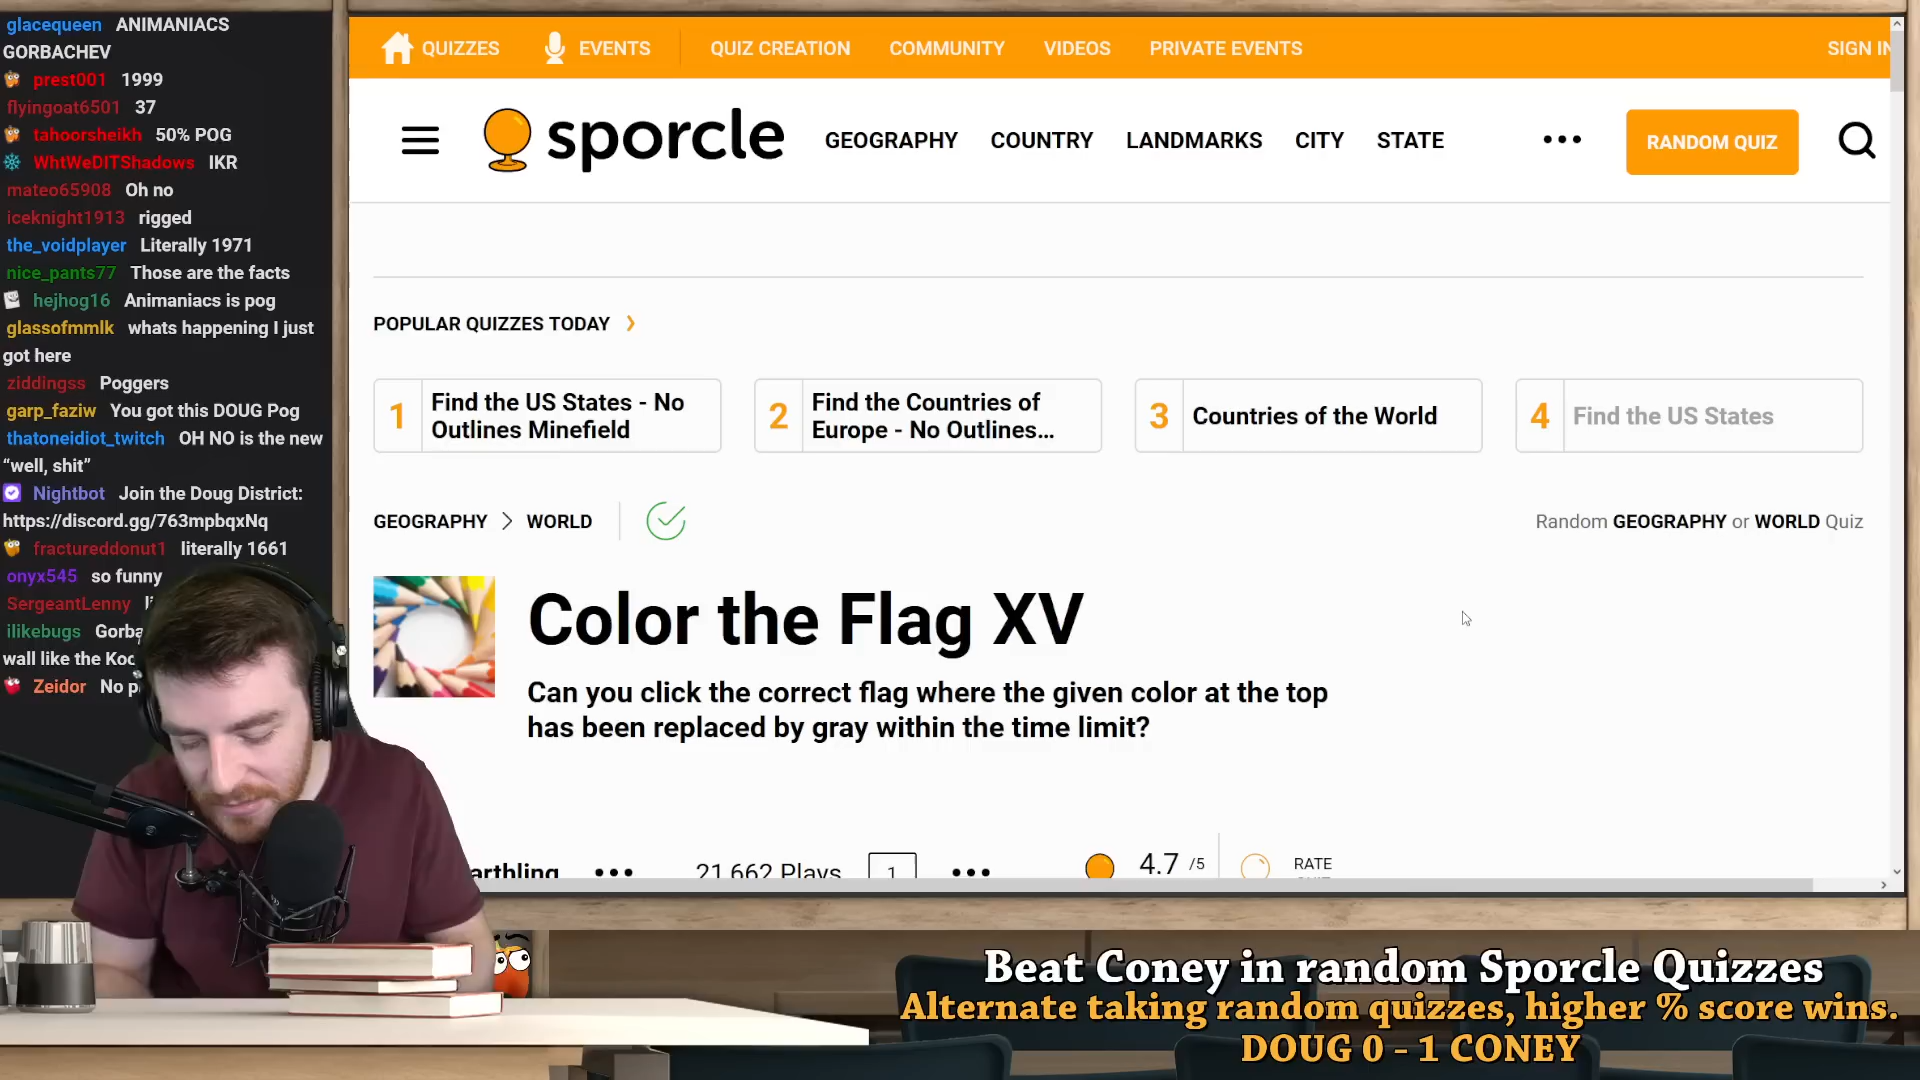 glacequeen ANIMANIACS
GORBACHEV
prest001 1999
flyingoat6501 37
tahoorsheikh 50% POG
WhtWeDITShadows IKR
mateo65908 Oh no
iceknight1913 rigged
the_voidplayer Literally 1971
nice_pants77 Those are the facts
hejhog16 Animaniacs is pog
glassofmmlk whats happening I just
got here
ziddingss Poggers
garp_faziw You got this DOUG Pog
thatoneidiot_twitch OH NO is the new
“well, shit”
Nightbot Join the Doug District:
https://discord.gg/763mpbqxNq
fractureddonut1 literally 1661
onyx545 so funny
SergeantLenny
ilikebugs
wall like the
Zeidor No
QUIZZES EVENTS QUIZ CREATION COMMUNITY VIDEOS PRIVATE EVENTS SIGN IN
sporcle GEOGRAPHY COUNTRY LANDMARKS CITY STATE RANDOM QUIZ
POPULAR QUIZZES TODAY
1 Find the US States - No
Outlines Minefield
2 Find the Countries of
Europe - No Outlines...
3 Countries of the World
4 Find the US States
GEOGRAPHY > WORLD
Random GEOGRAPHY or WORLD Quiz
Color the Flag XV
Can you click the correct flag where the given color at the top
has been replaced by gray within the time limit?
arthling 21,662 Plays 1 4.7 /5 RATE
Beat Coney in random Sporcle Quizzes
Alternate taking random quizzes, higher % score wins.
DOUG 0 - 1 CONEY